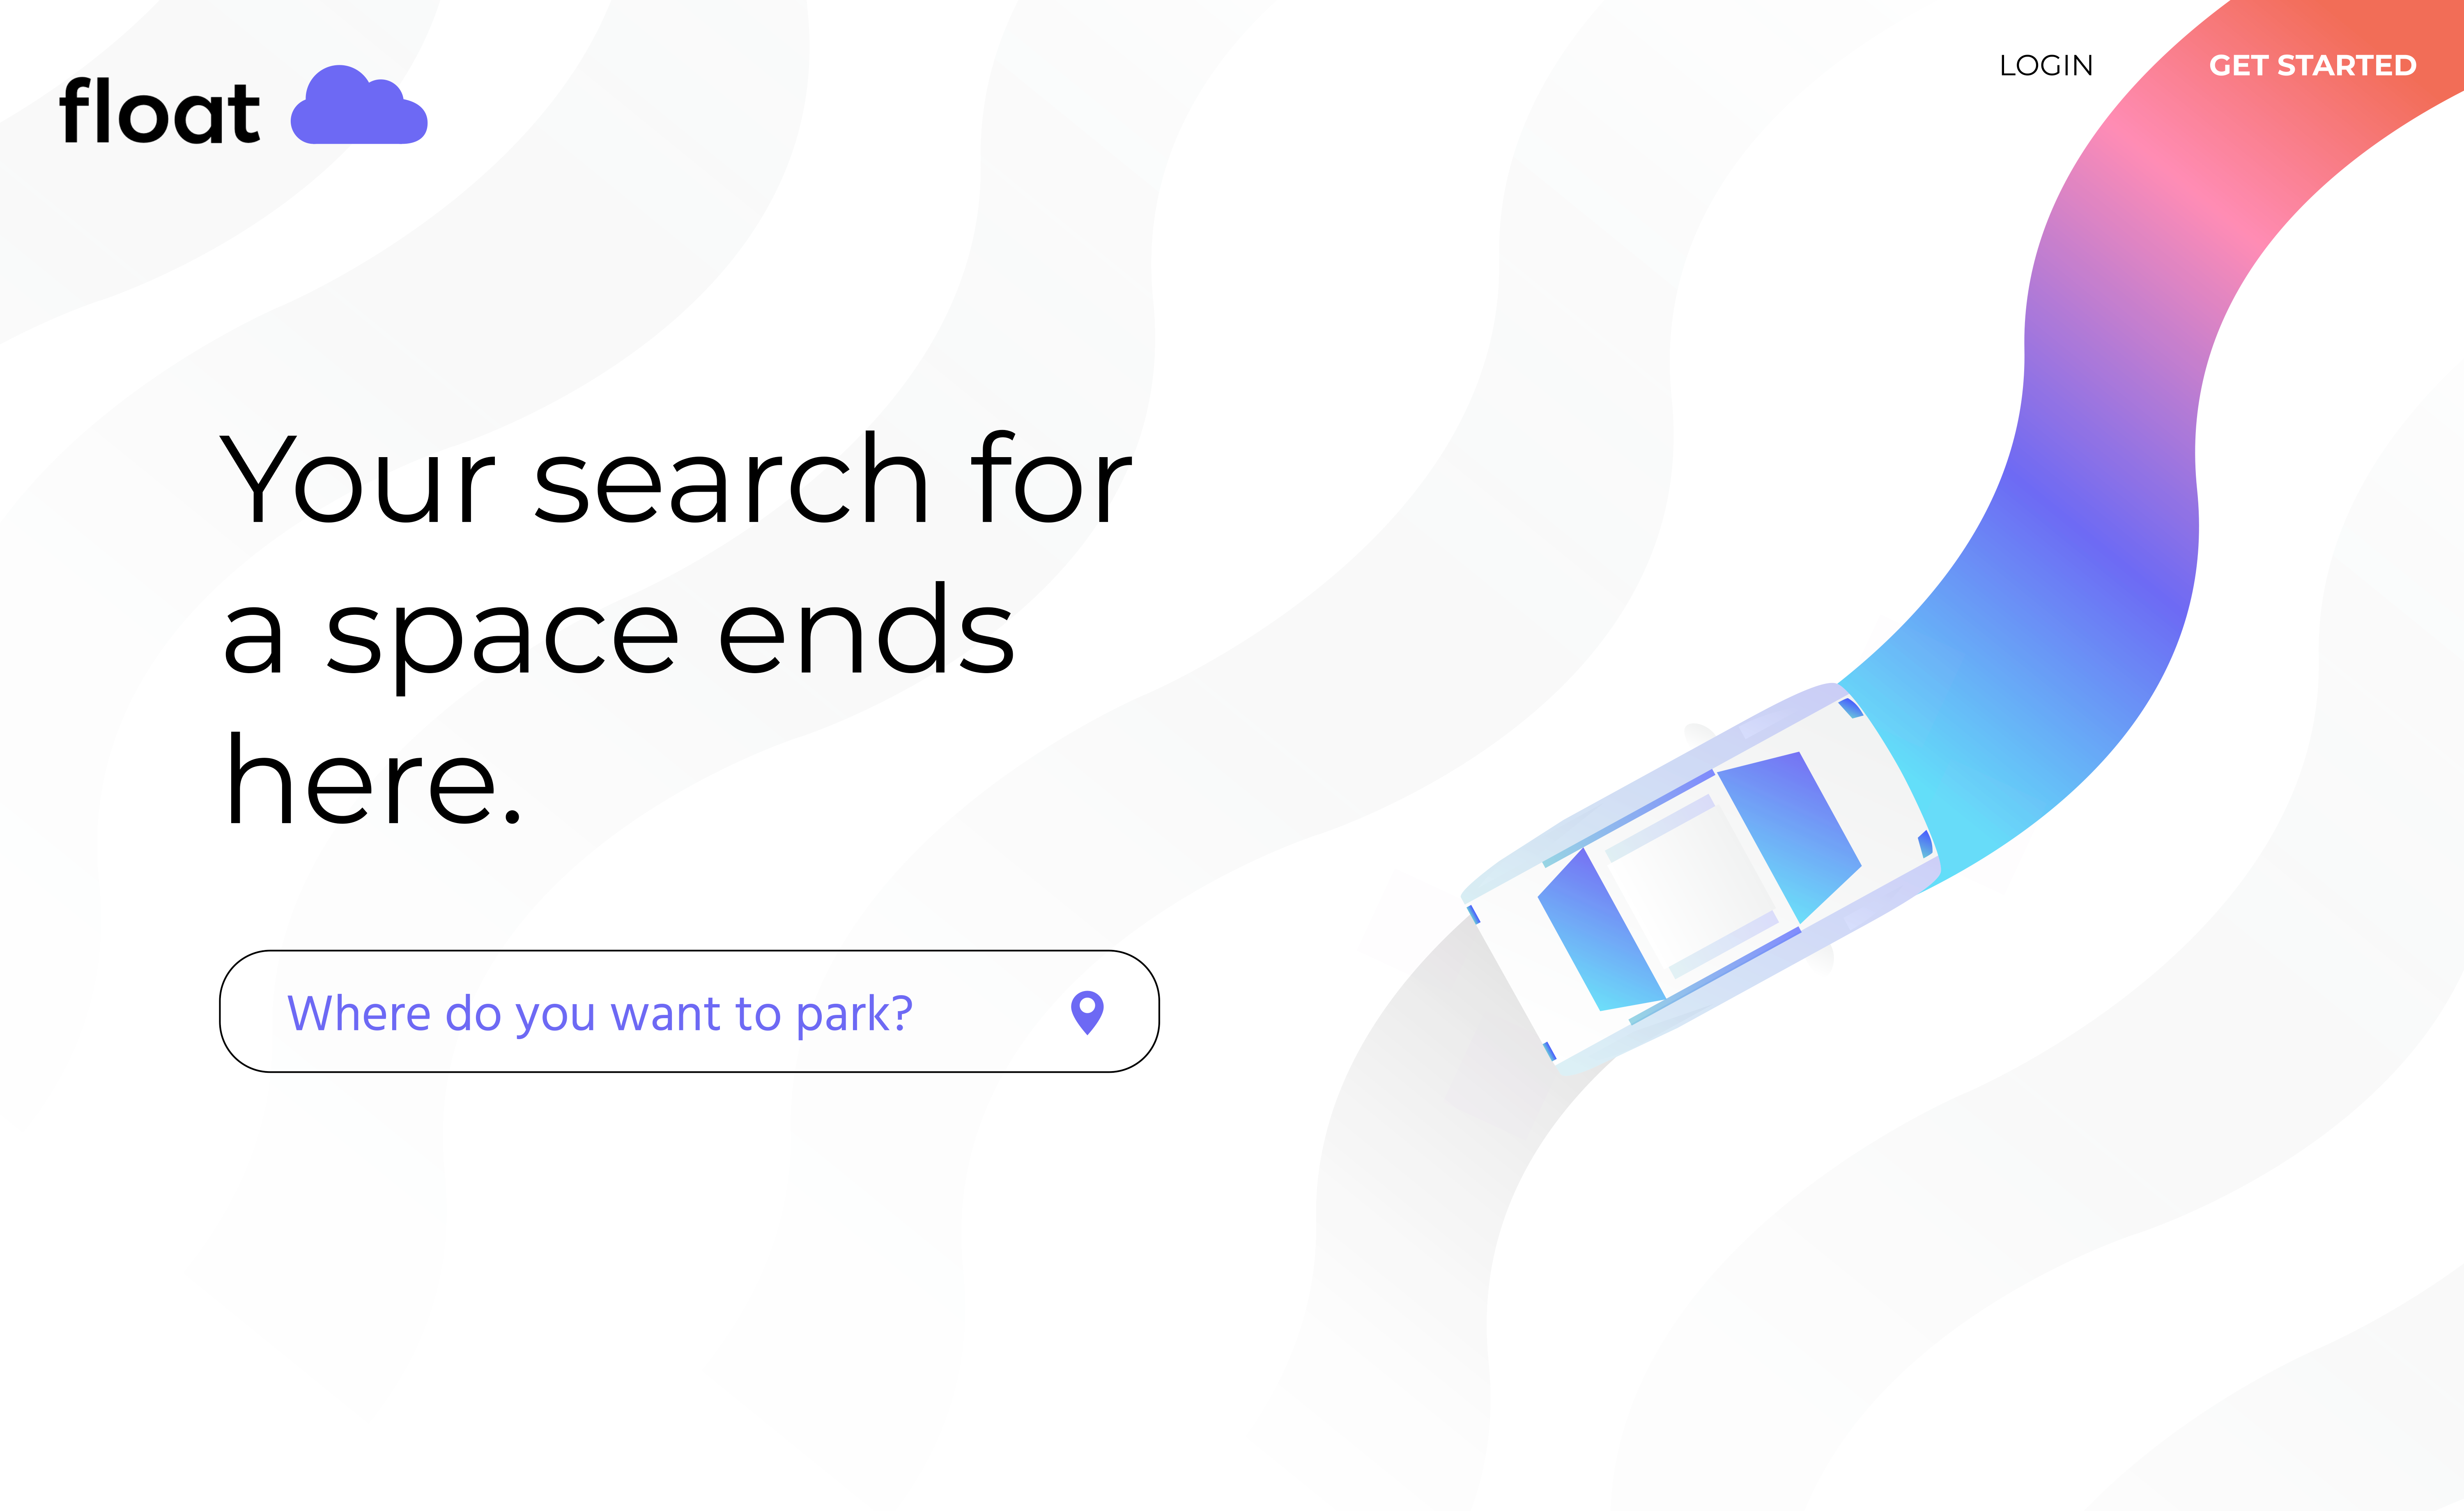 float
LOGIN
GET STARTED
Your search for
a space ends
here.
Where do you want to park?